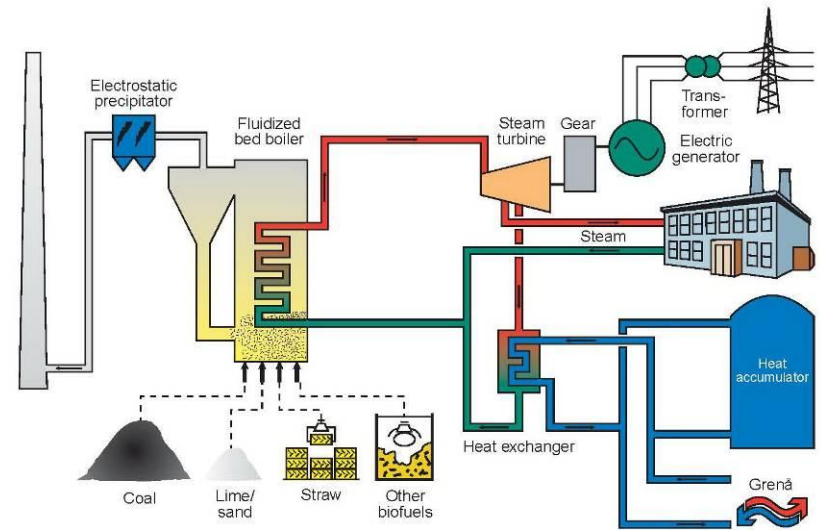 Electrostatic
precipitator
Fluidized
bed boiler
Steam
turbine
Gear
Trans-
former
Electric
generator
Steam
Heat
accumulator
Heat exchanger
Coal
Lime/
sand
Straw
Other
biofuels
Grenå